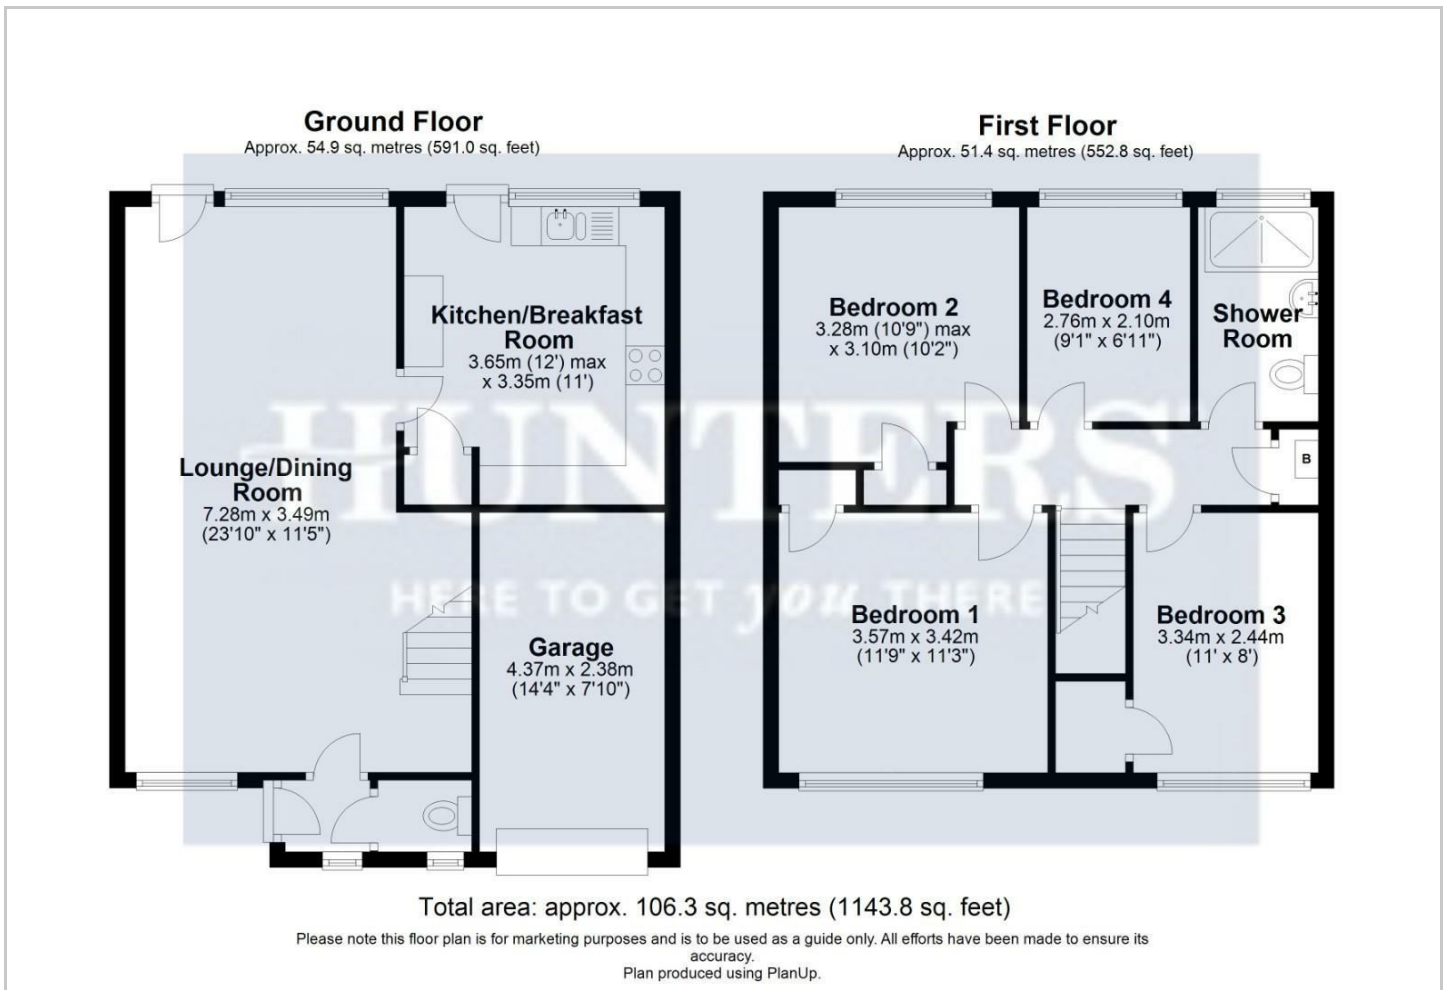 Ground Floor
Approx. 54.9 sq. metres (591.0 sq. feet)
Kitchen/Breakfast
Room
3.65m (12') max
x 3.35m (11')
Lounge/Dining
Room
7.28m x 3.49m
(23'10" x 11'5")
Garage
4.37m x 2.38m
(14'4" x 7'10")
First Floor
Approx. 51.4 sq. metres (552.8 sq. feet)
Bedroom 2
3.28m (10'9") max
x 3.10m (10'2")
Bedroom 4
2.76m x 2.10m
(9'1" x 6'11")
Shower
Room
B
Bedroom 1
3.57m x 3.42m
(11'9" x 11'3")
Bedroom 3
3.34m x 2.44m
(11' x 8')
HUNTERS
HERE TO GET you THERE
Total area: approx. 106.3 sq. metres (1143.8 sq. feet)
Please note this floor plan is for marketing purposes and is to be used as a guide only. All efforts have been made to ensure its
accuracy.
Plan produced using PlanUp.